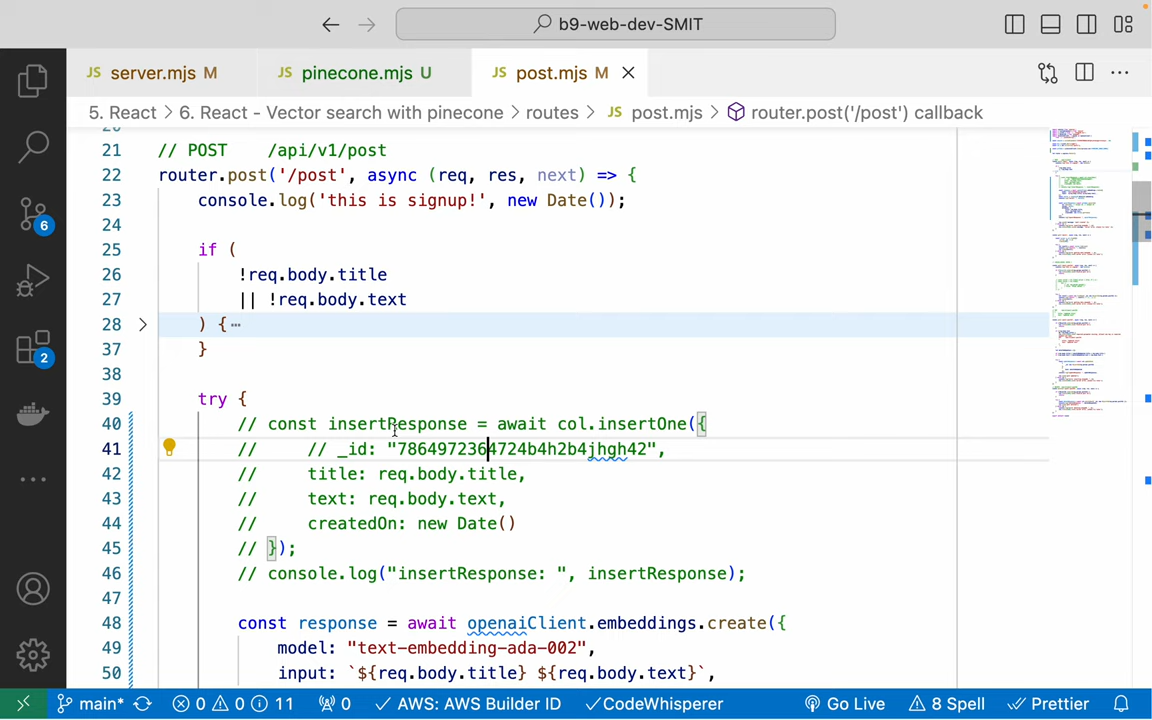 b9-web-dev-SMIT
JS server.mjs M JS pinecone.mjs U JS post.mjs M
5. React > 6. React - Vector search with pinecone > routes > JS post.mjs > router.post('/post') callback
20
21 // POST /api/v1/post
22 router.post('/post', async (req, res, next) => {
23 console.log('this is signup!', new Date());
24
25 if (
26 !req.body.title
27 || !req.body.text
28 ) {…
37 }
38
39 try {
40 // const insertResponse = await col.insertOne({
41 // // _id: "7864972364724b4h2b4jhgh42",
42 // title: req.body.title,
43 // text: req.body.text,
44 // createdOn: new Date()
45 // });
46 // console.log("insertResponse: ", insertResponse);
47
48 const response = await openaiClient.embeddings.create({
49 model: "text-embedding-ada-002",
50 input: `${req.body.title} ${req.body.text}`,
6
2
main* 0 0 11 0 AWS: AWS Builder ID CodeWhisperer Go Live 8 Spell Prettier